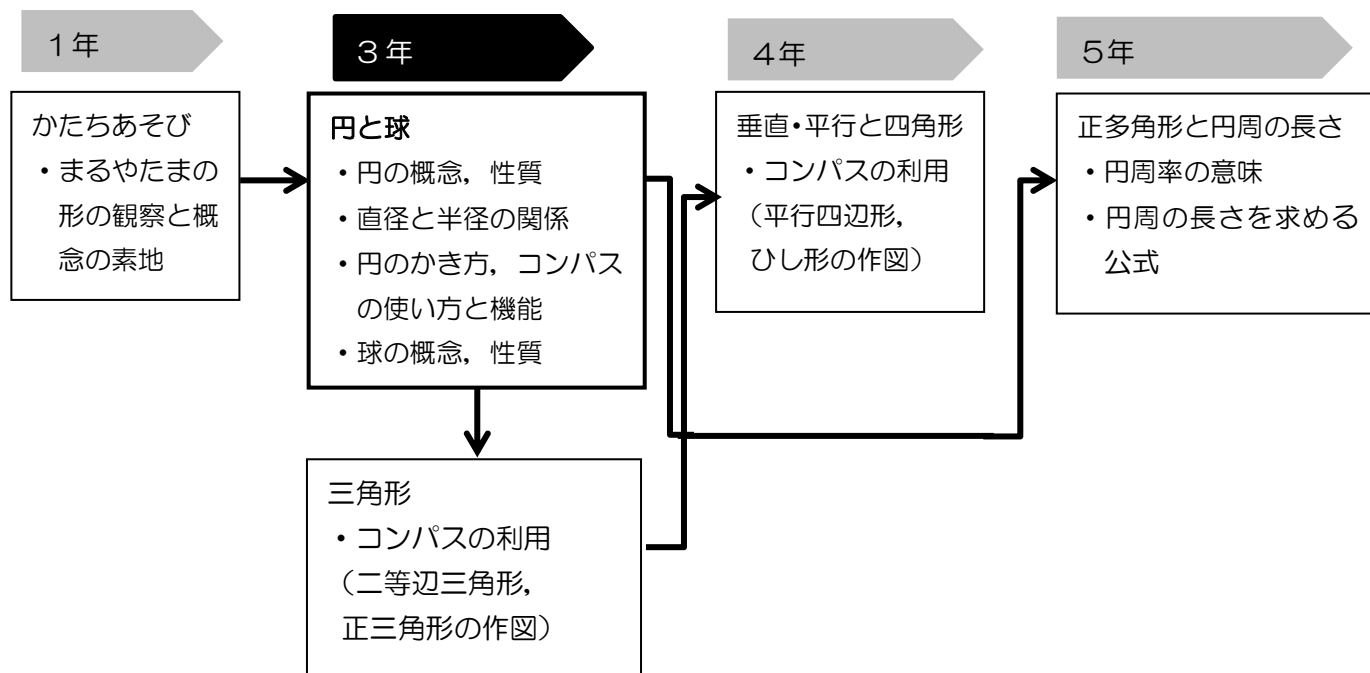 1年
かたちあそび
・まるやたまの
形の観察と概
念の素地
3年
円と球
・円の概念，性質
・直径と半径の関係
・円のかき方，コンパス
の使い方と機能
・球の概念，性質
三角形
・コンパスの利用
（二等辺三角形，
正三角形の作図）
4年
垂直・平行と四角形
・コンパスの利用
（平行四辺形，
ひし形の作図）
5年
正多角形と円周の長さ
・円周率の意味
・円周の長さを求める
公式